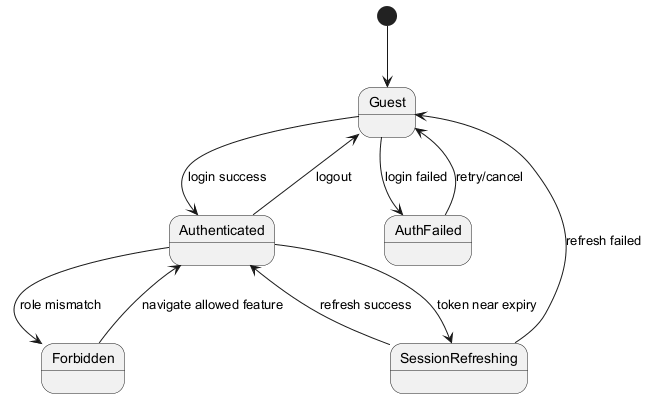 Guest
login success
logout
login failed
retry/cancel
Authenticated
AuthFailed
refresh failed
role mismatch
navigate allowed feature
refresh success
token near expiry
Forbidden
SessionRefreshing